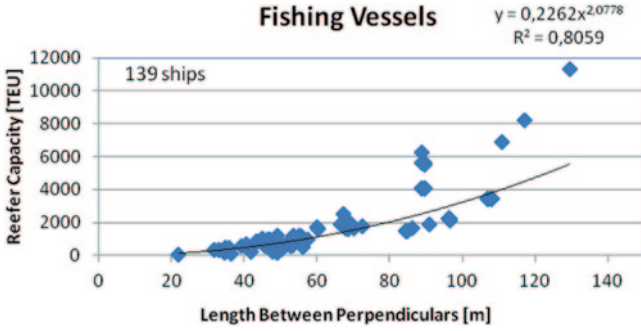 Fishing Vessels
y = 0,2262x^2,0778
R² = 0,8059
139 ships
Reefer Capacity [TEU]
12000
10000
8000
6000
4000
2000
0
0 20 40 60 80 100 120 140
Length Between Perpendiculars [m]